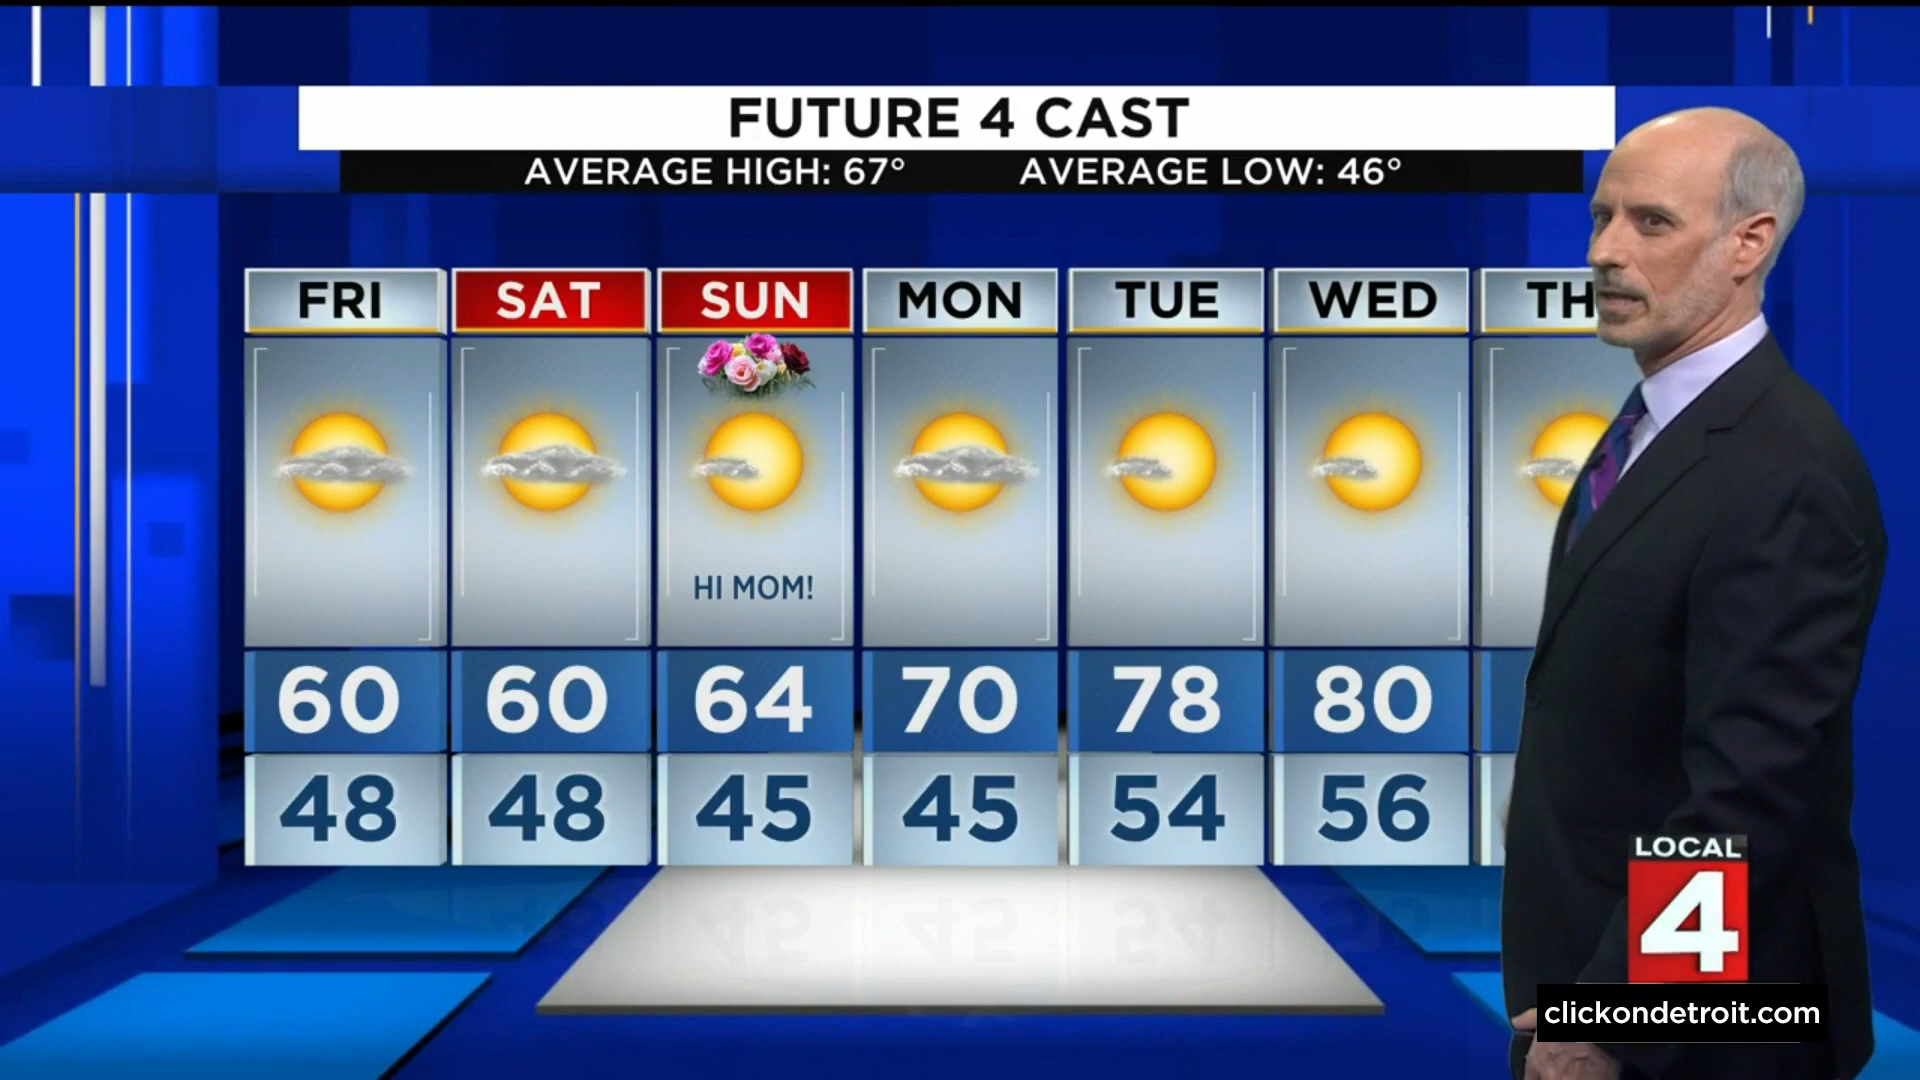 FUTURE 4 CAST
AVERAGE HIGH: 67° AVERAGE LOW: 46°
FRI SAT SUN MON TUE WED TH
HI MOM!
60 60 64 70 78 80
48 48 45 45 54 56
LOCAL
4
clickondetroit.com